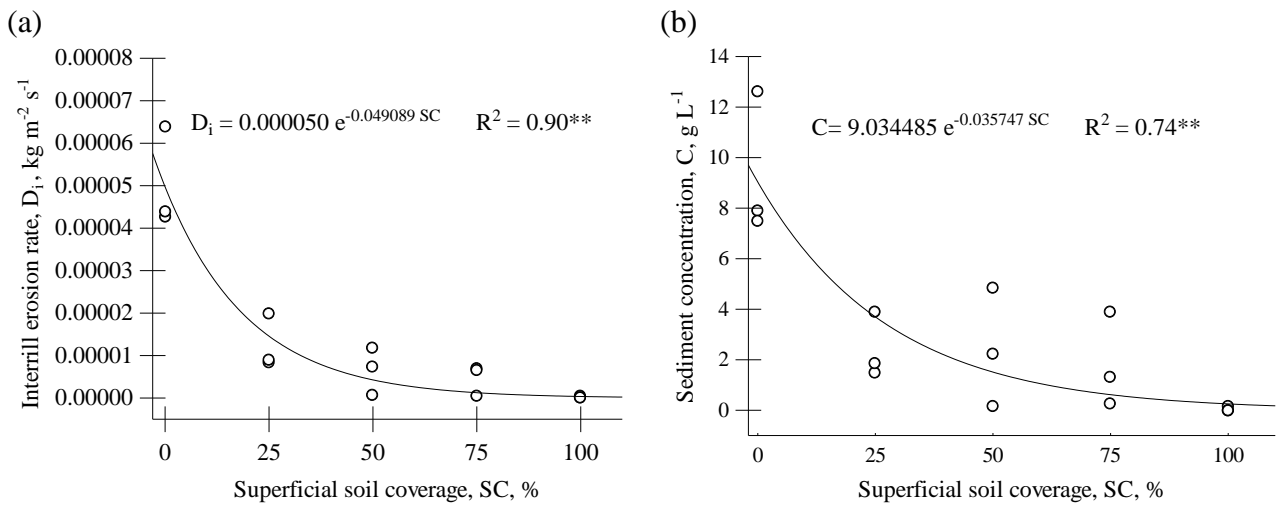 (a)
Interrill erosion rate, Di, kg m-2 s-1
0.00008
0.00007
0.00006
0.00005
0.00004
0.00003
0.00002
0.00001
0.00000
Di = 0.000050 e-0.049089 SC R2 = 0.90**
0 25 50 75 100
Superficial soil coverage, SC, %
(b)
Sediment concentration, C, g L-1
14
12
10
8
6
4
2
0
C= 9.034485 e-0.035747 SC R2 = 0.74**
0 25 50 75 100
Superficial soil coverage, SC, %